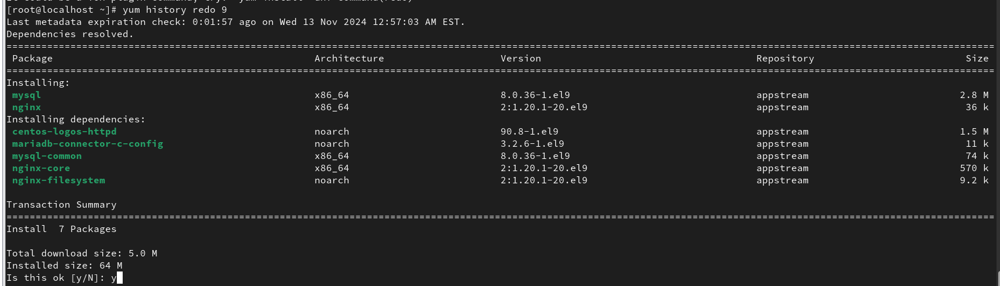 [root@localhost ~]# yum history redo 9
Last metadata expiration check: 0:01:57 ago on Wed 13 Nov 2024 12:57:03 AM EST.
Dependencies resolved.
================================================================================
Package Architecture Version Repository Size
================================================================================
Installing:
mysql x86_64 8.0.36-1.el9 appstream 2.8 M
nginx x86_64 2:1.20.1-20.el9 appstream 36 k
Installing dependencies:
centos-logos-httpd noarch 90.8-1.el9 appstream 1.5 M
mariadb-connector-c-config noarch 3.2.6-1.el9 appstream 11 k
mysql-common x86_64 8.0.36-1.el9 appstream 74 k
nginx-core x86_64 2:1.20.1-20.el9 appstream 570 k
nginx-filesystem noarch 2:1.20.1-20.el9 appstream 9.2 k
Transaction Summary
================================================================================
Install 7 Packages
Total download size: 5.0 M
Installed size: 64 M
Is this ok [y/N]: y